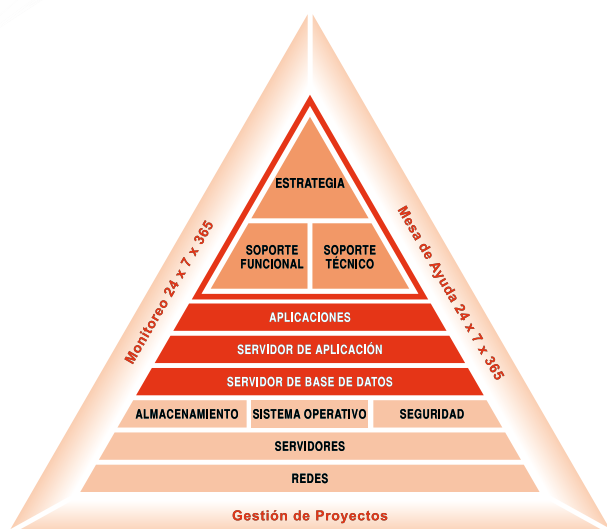 ESTRATEGIA
SOPORTE
FUNCIONAL
SOPORTE
TÉCNICO
Monitoreo 24 x 7 x 365
Mesa de Ayuda 24 x 7 x 365
APLICACIONES
SERVIDOR DE APLICACIÓN
SERVIDOR DE BASE DE DATOS
ALMACENAMIENTO
SISTEMA OPERATIVO
SEGURIDAD
SERVIDORES
REDES
Gestión de Proyectos